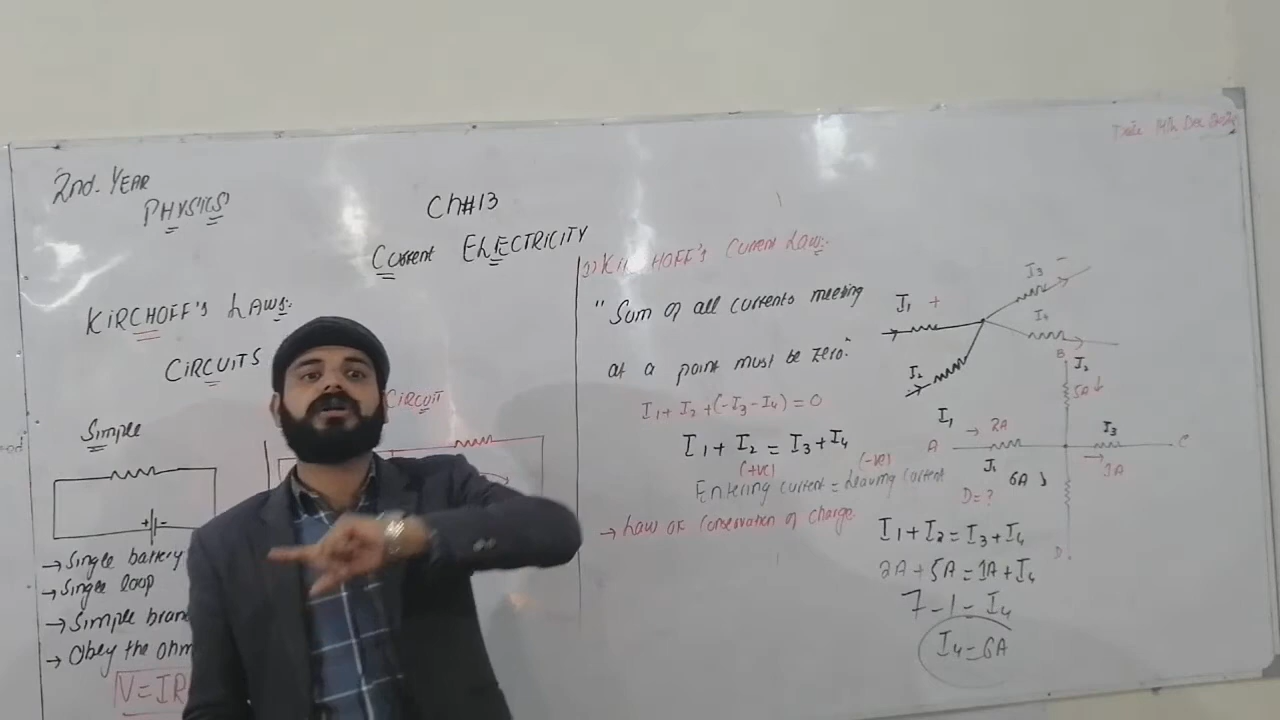 2nd-YEAR
PHYSICS
Ch#13
Current ELECTRICITY
KIRCHOFF'S LAWS:
CIRCUITS
Simple
CIRCUIT
+ -
→ Single battery
→ Single loop
→ Simple bran
→ Obey the ohm
V=IR
1) KIRCHOFF'S Current Law:
"Sum of all currents meeting
at a point must be zero."
I₁ + I₂ + (-I₃ - I₄) = 0
I₁ + I₂ = I₃ + I₄
(+ve) (-ve)
Entering current = Leaving current
→ Law of Conservation of charge.
I₁ +
I₃ -
I₄
I₂
B
I₂
5A ↓
I₁
→ 2A
A
I₁
I₃
C
→ 1A
6A ↓
D=?
D
I₁ + I₂ = I₃ + I₄
2A + 5A = 1A + I₄
7 - 1 = I₄
I₄ = 6A